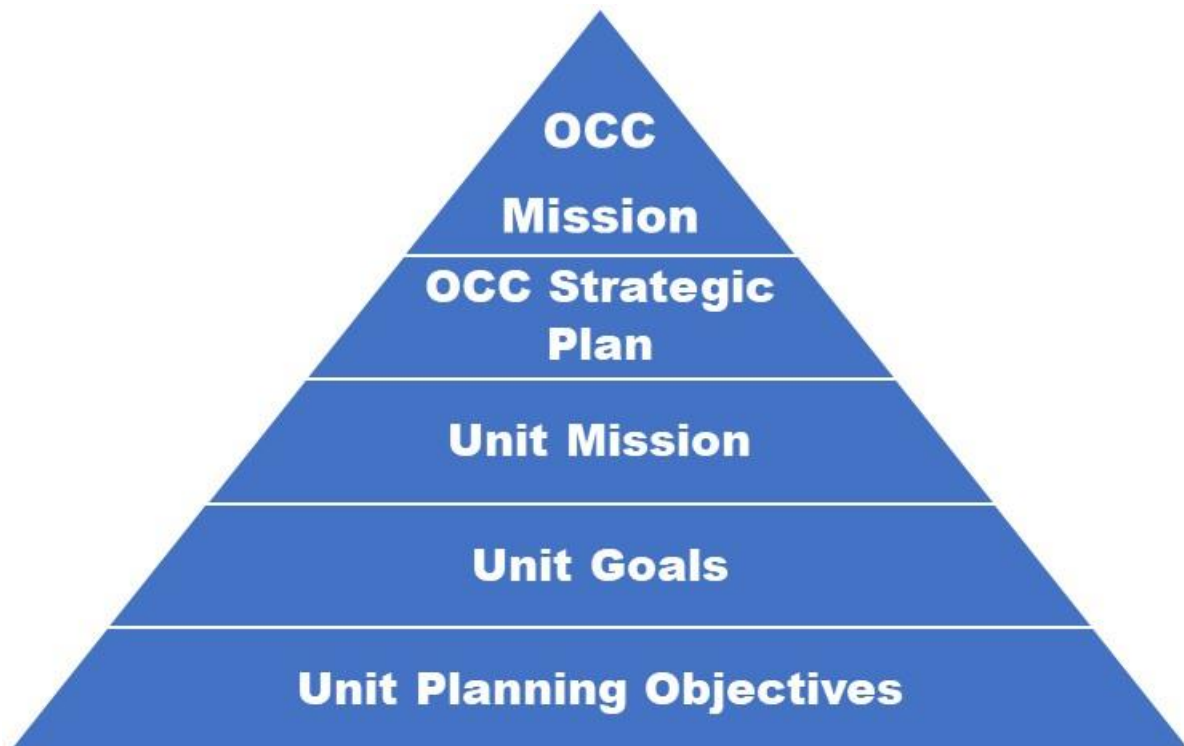 OCC
Mission
OCC Strategic
Plan
Unit Mission
Unit Goals
Unit Planning Objectives